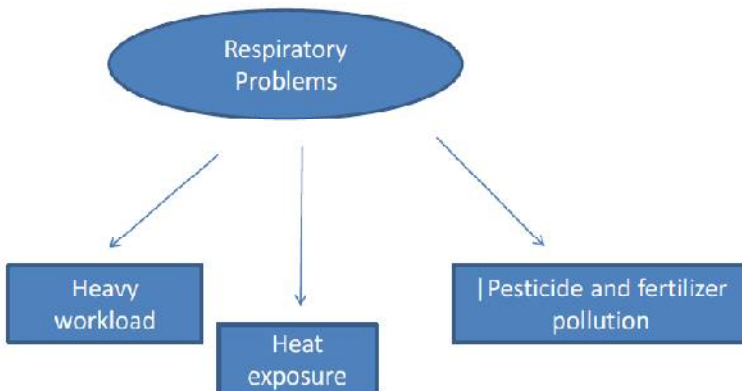 Respiratory
Problems
Heavy
workload
Heat
exposure
|Pesticide and fertilizer
pollution